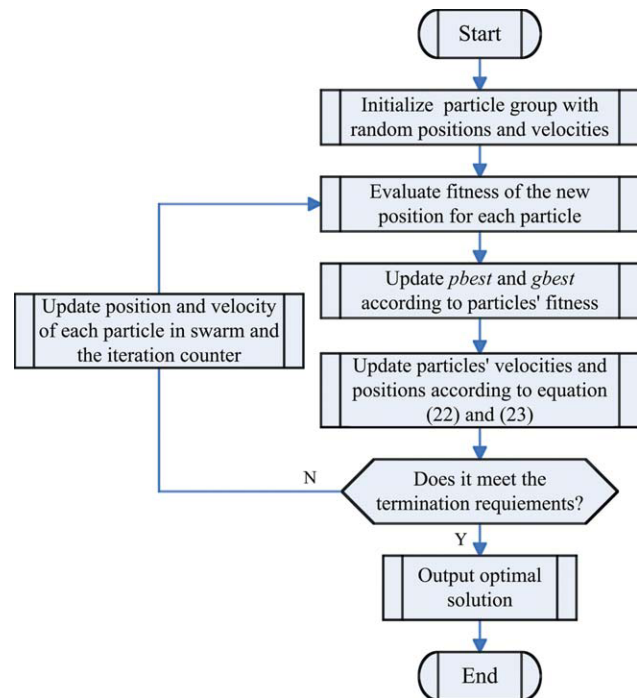 Start
Initialize particle group with
random positions and velocities
Evaluate fitness of the new
position for each particle
Update pbest and gbest
according to particles' fitness
Update position and velocity
of each particle in swarm and
the iteration counter
Update particles' velocities and
positions according to equation
(22) and (23)
N
Does it meet the
termination requiements?
Y
Output optimal
solution
End